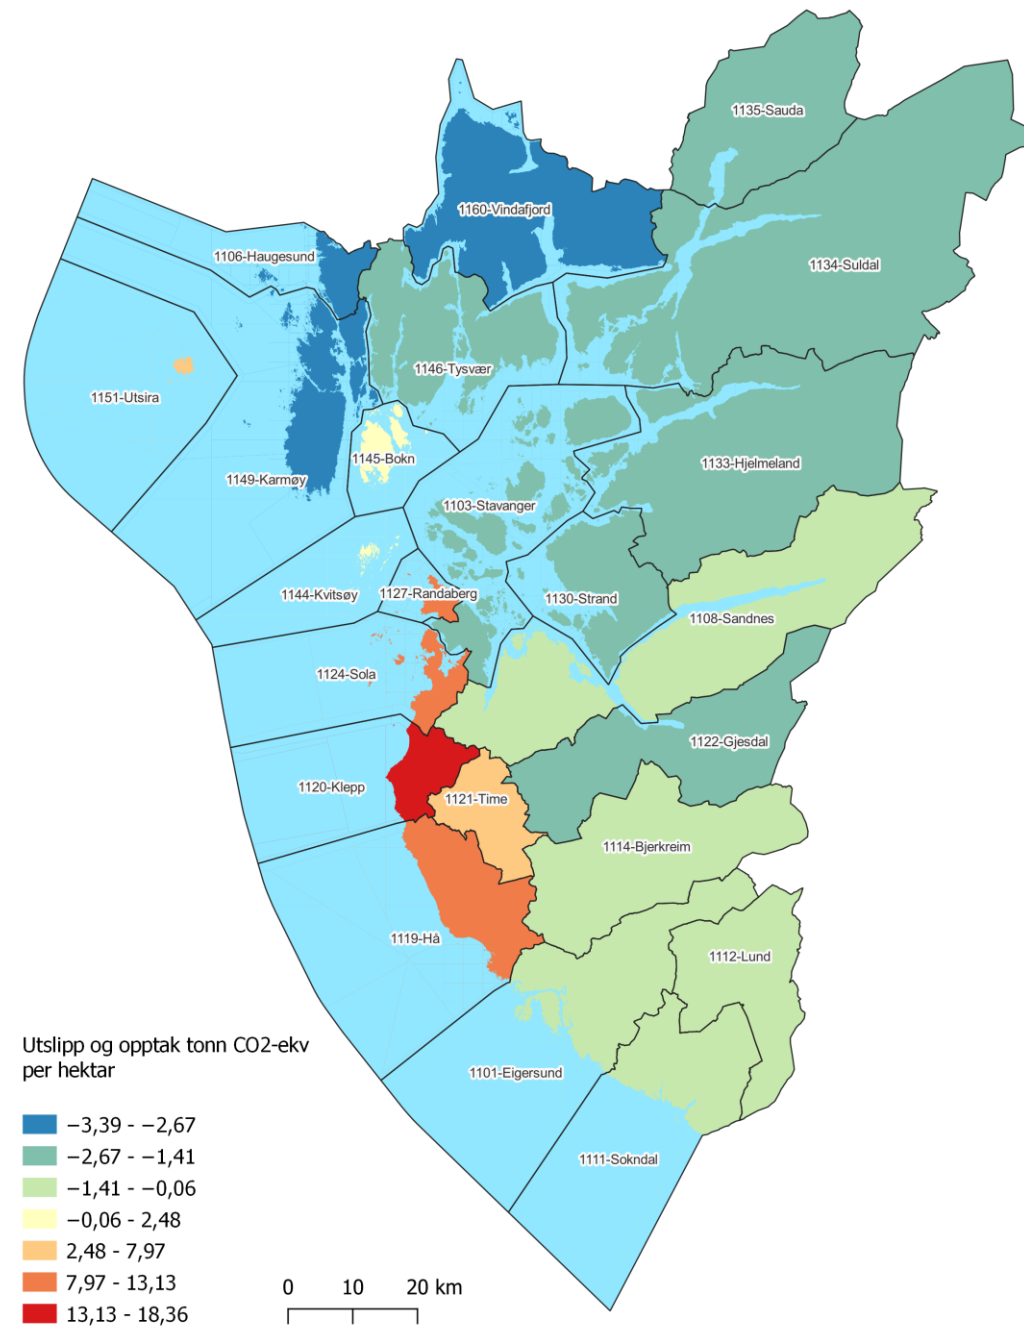 1135-Sauda
1160-Vindafjord
1106-Haugesund
1134-Suldal
1146-Tysvær
1151-Utsira
1145-Bokn
1133-Hjelmeland
1149-Karmøy
1103-Stavanger
1144-Kvitsøy
1127-Randaberg
1130-Strand
1108-Sandnes
1124-Sola
1122-Gjesdal
1120-Klepp
1121-Time
1114-Bjerkreim
1119-Hå
1112-Lund
1101-Eigersund
1111-Sokndal
Utslipp og opptak tonn CO2-ekv
per hektar
−3,39 - −2,67
−2,67 - −1,41
−1,41 - −0,06
−0,06 - 2,48
2,48 - 7,97
7,97 - 13,13
13,13 - 18,36
0 10 20 km